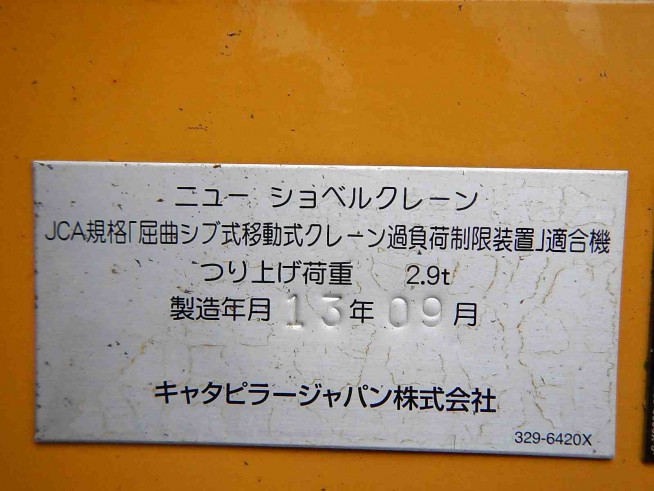 ニュー ショベルクレーン
JCA規格「屈曲ジブ式移動式クレーン過負荷制限装置」適合機
つり上げ荷重 2.9t
製造年月 13年 09月
キャタピラージャパン株式会社
329-6420X